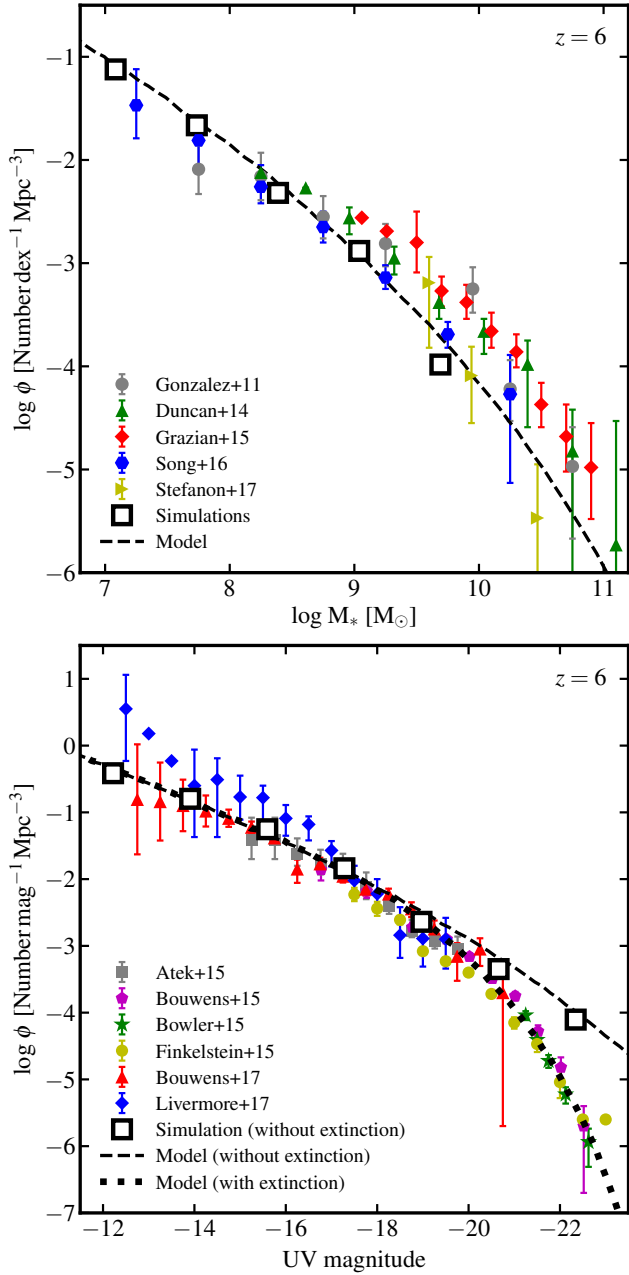 z = 6
−1
−2
−3
−4
−5
−6
log ϕ [Number dex⁻¹ Mpc⁻³]
Gonzalez+11
Duncan+14
Grazian+15
Song+16
Stefanon+17
Simulations
Model
7 8 9 10 11
log M* [M☉]
z = 6
1
0
−1
−2
−3
−4
−5
−6
−7
log ϕ [Number mag⁻¹ Mpc⁻³]
Atek+15
Bouwens+15
Bowler+15
Finkelstein+15
Bouwens+17
Livermore+17
Simulation (without extinction)
Model (without extinction)
Model (with extinction)
−12 −14 −16 −18 −20 −22
UV magnitude